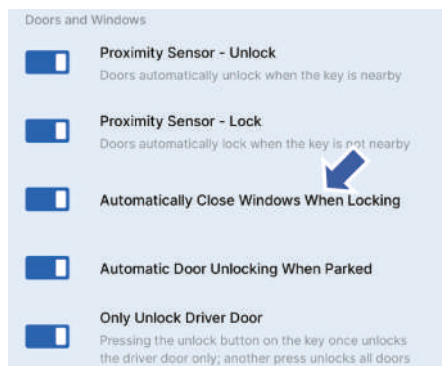 Doors and Windows
Proximity Sensor - Unlock
Doors automatically unlock when the key is nearby
Proximity Sensor - Lock
Doors automatically lock when the key is not nearby
Automatically Close Windows When Locking
Automatic Door Unlocking When Parked
Only Unlock Driver Door
Pressing the unlock button on the key once unlocks
the driver door only; another press unlocks all doors